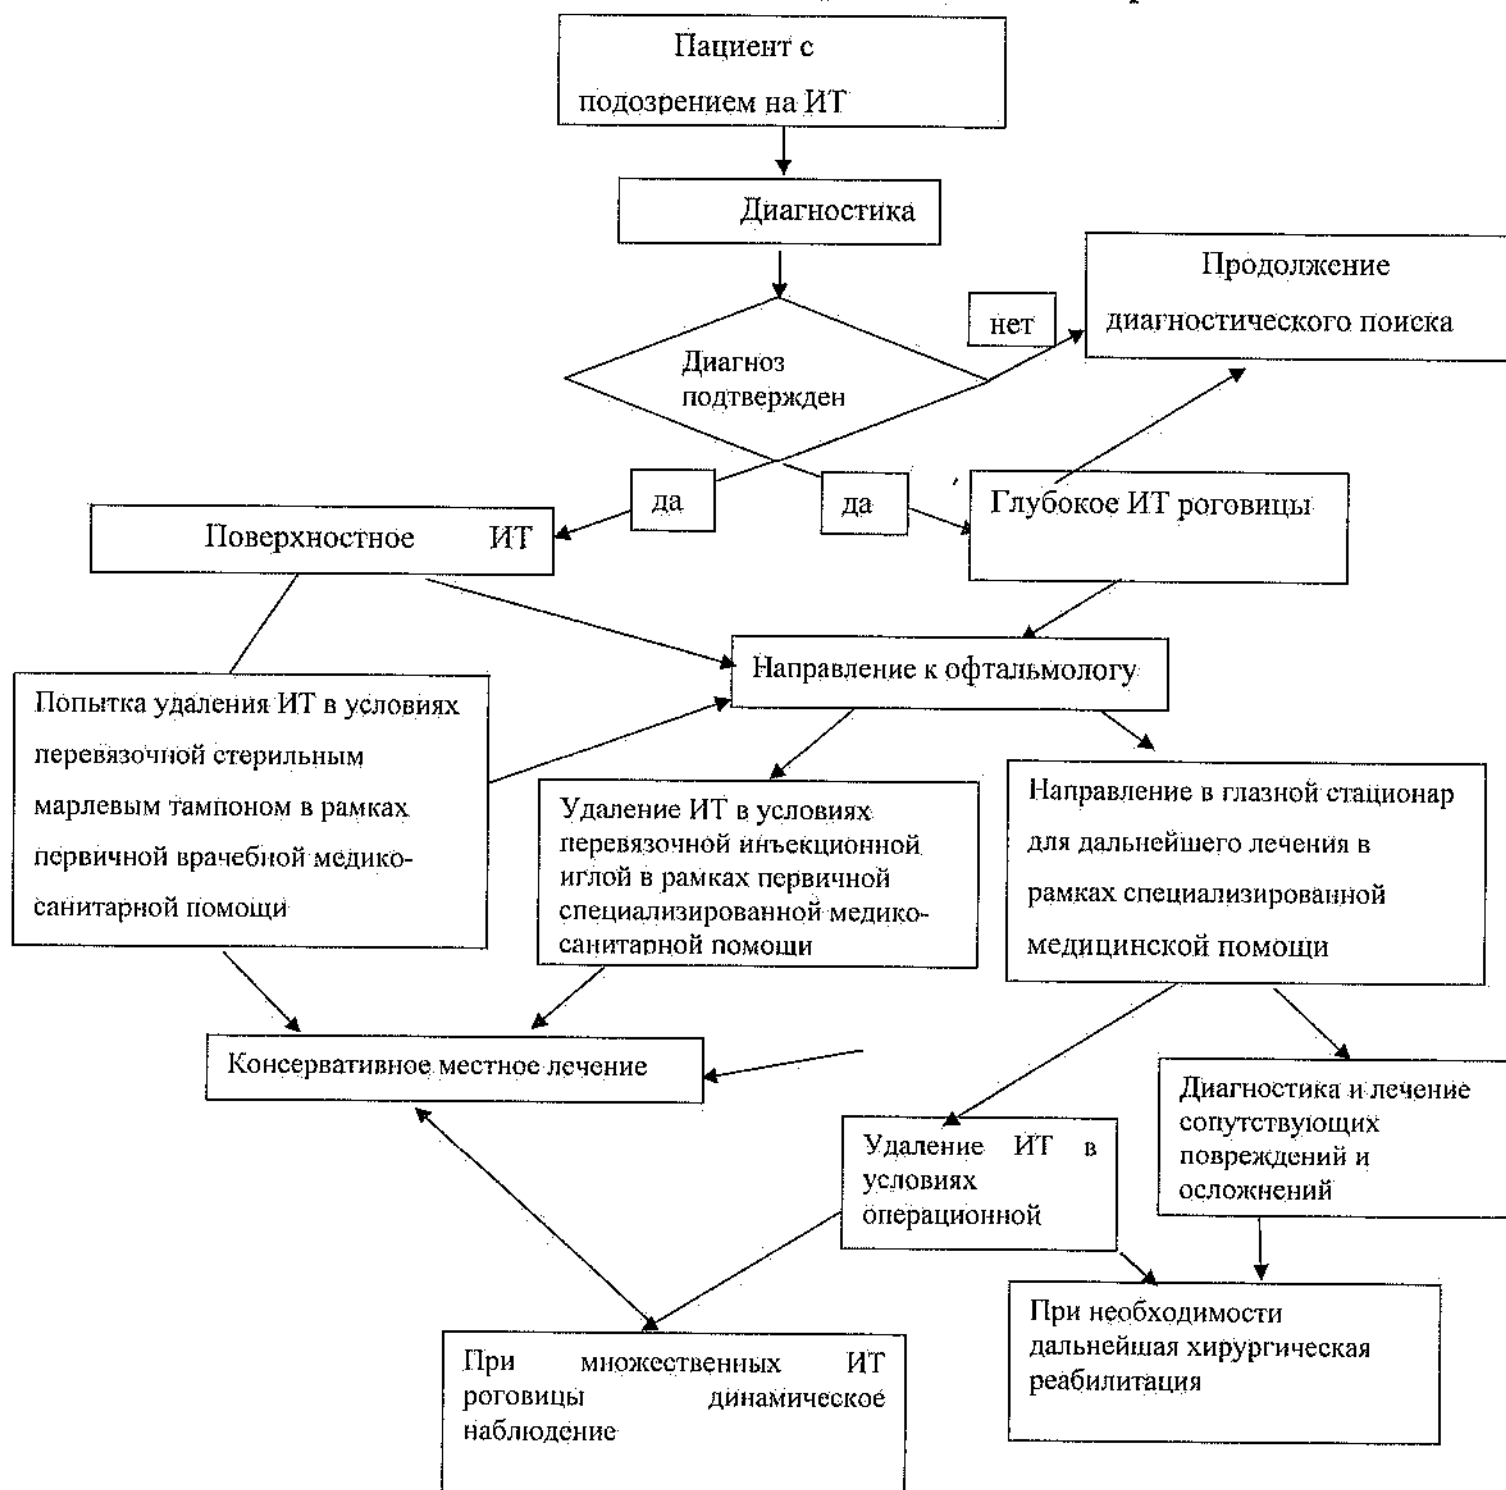 Пациент с
подозрением на ИТ
Диагностика
Продолжение
диагностического поиска
нет
Диагноз
подтвержден
да
да
Глубокое ИТ роговицы
Поверхностное ИТ
Направление к офтальмологу
Попытка удаления ИТ в условиях
перевязочной стерильным
марлевым тампоном в рамках
первичной врачебной медико-
санитарной помощи
Удаление ИТ в условиях
перевязочной инъекционной
иглой в рамках первичной
специализированной медико-
санитарной помощи
Направление в глазной стационар
для дальнейшего лечения в
рамках специализированной
медицинской помощи
Консервативное местное лечение
Диагностика и лечение
сопутствующих
повреждений и
осложнений
Удаление ИТ в
условиях
операционной
При необходимости
дальнейшая хирургическая
реабилитация
При множественных ИТ
роговицы динамическое
наблюдение